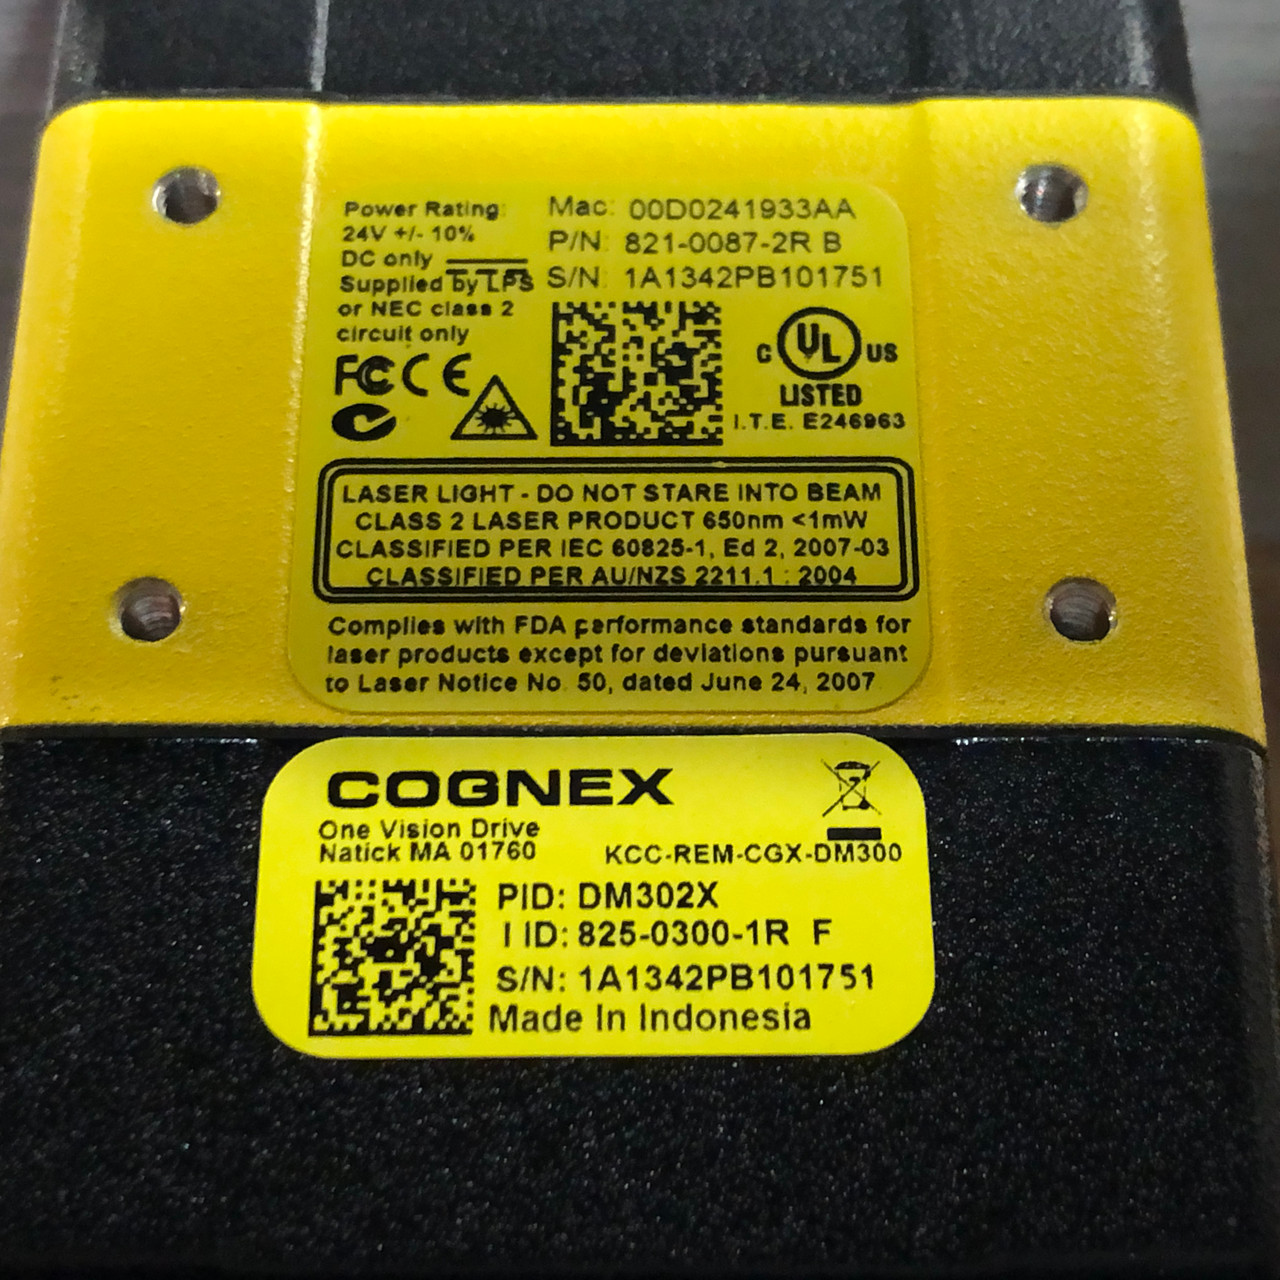 Power Rating:
24V +/- 10%
DC only
Supplied by LPS
or NEC class 2
circuit only
FC CE
Mac: 00D0241933AA
P/N: 821-0087-2R B
S/N: 1A1342PB101751
C UL US
LISTED
I.T.E. E246963
LASER LIGHT - DO NOT STARE INTO BEAM
CLASS 2 LASER PRODUCT 650nm <1mW
CLASSIFIED PER IEC 60825-1, Ed 2, 2007-03
CLASSIFIED PER AU/NZS 2211.1 : 2004
Complies with FDA performance standards for
laser products except for deviations pursuant
to Laser Notice No. 50, dated June 24, 2007
COGNEX
One Vision Drive
Natick MA 01760
KCC-REM-CGX-DM300
PID: DM302X
I ID: 825-0300-1R F
S/N: 1A1342PB101751
Made In Indonesia